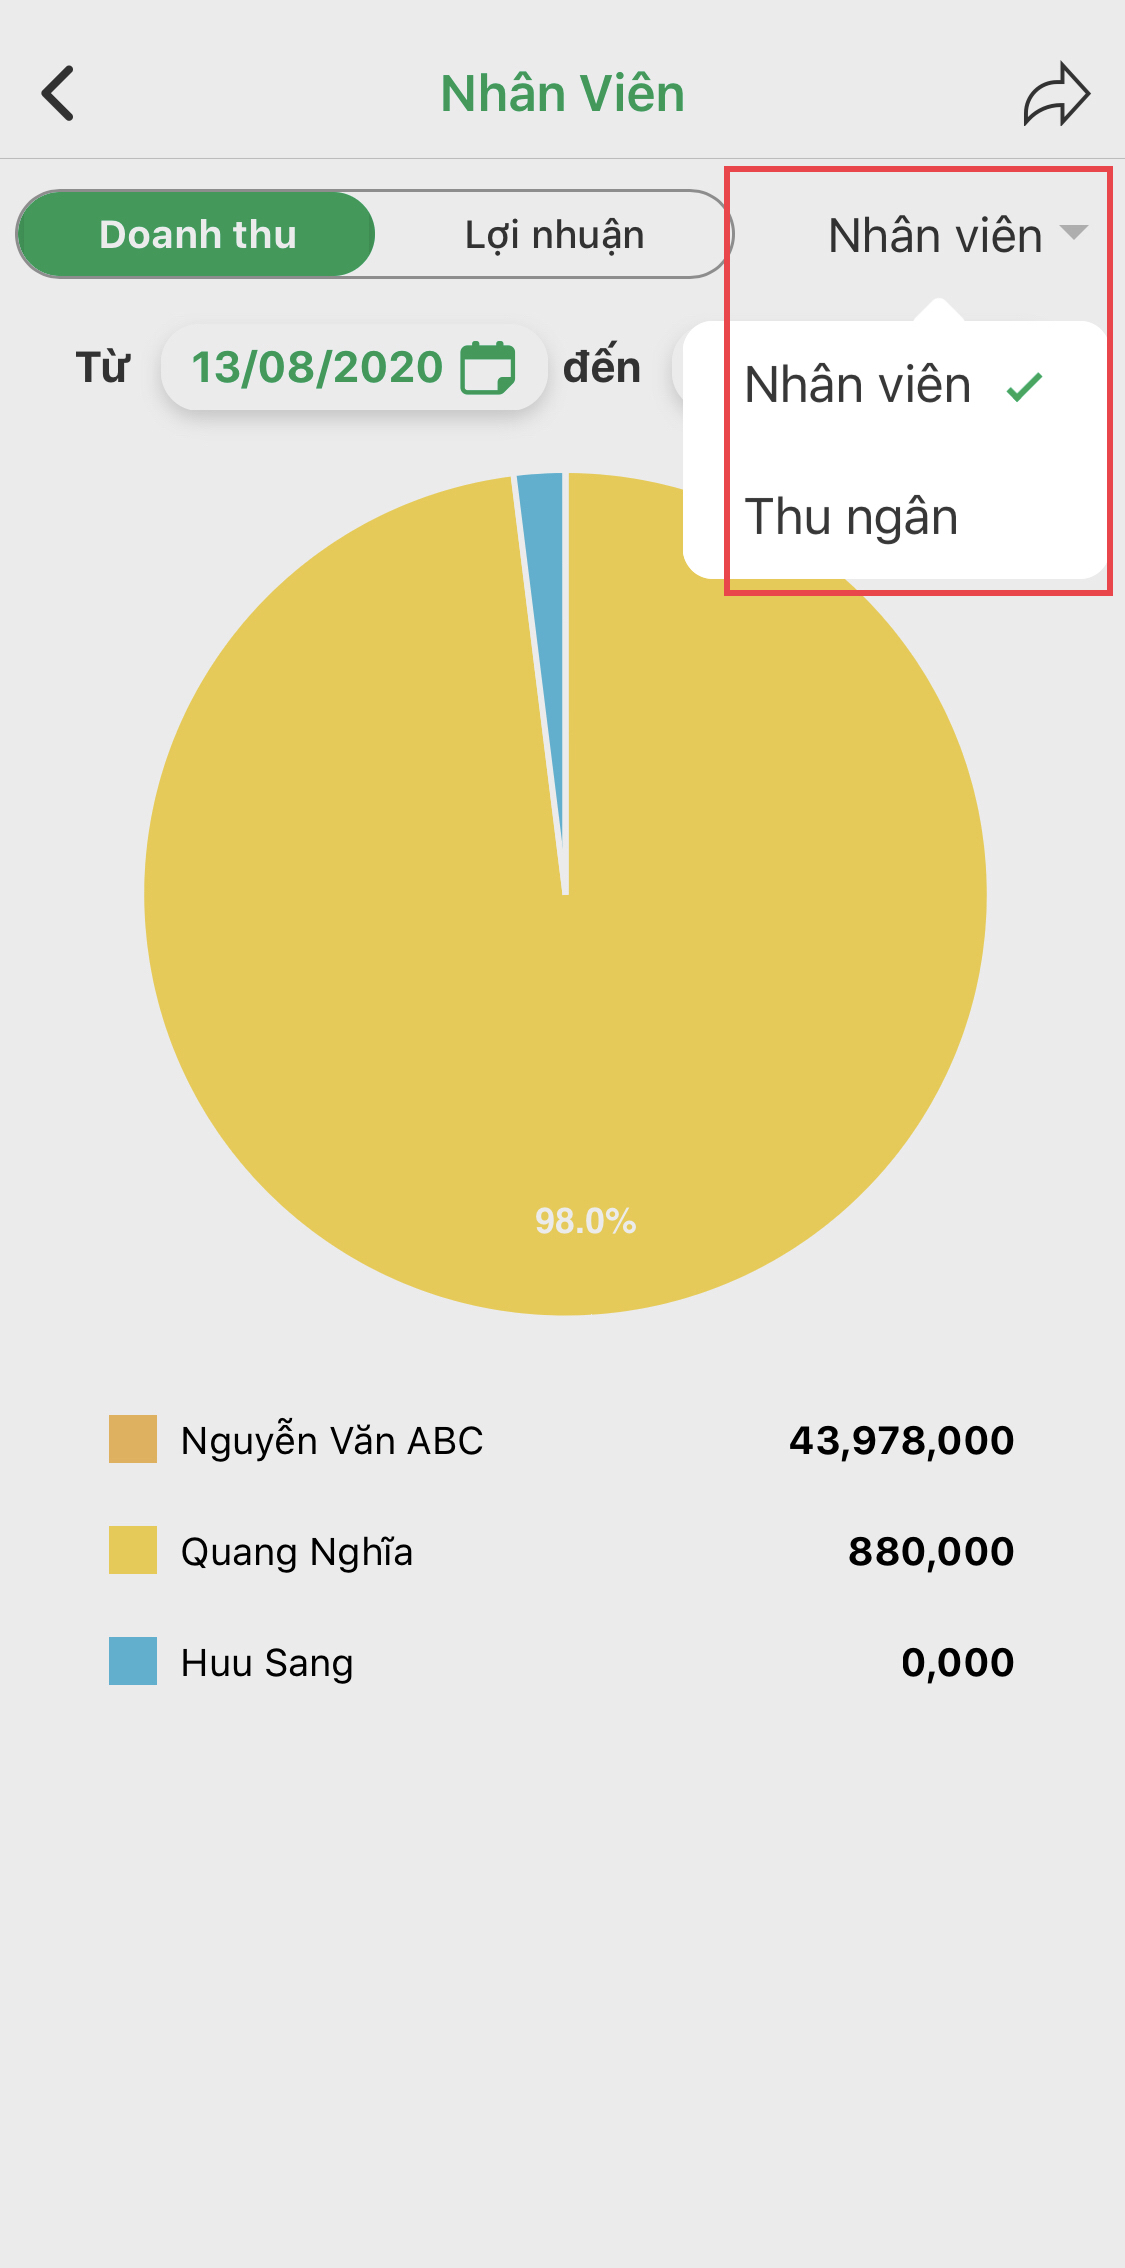 Nhân Viên
Doanh thu
Lợi nhuận
Nhân viên
Từ
13/08/2020
đến
Nhân viên
Thu ngân
98.0%
Nguyễn Văn ABC
43,978,000
Quang Nghĩa
880,000
Huu Sang
0,000